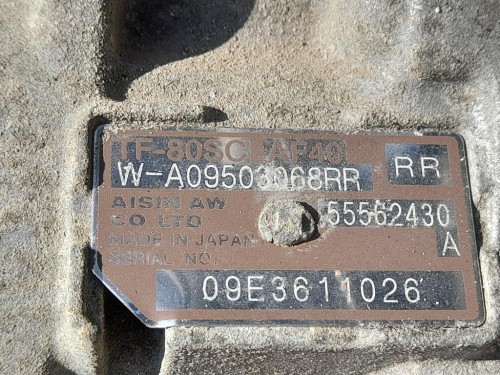 TF-80SC AF40
W-A09503068RR RR
AISIN AW
CO LTD 55562430
MADE IN JAPAN A
SERIAL NO.
09E3611026